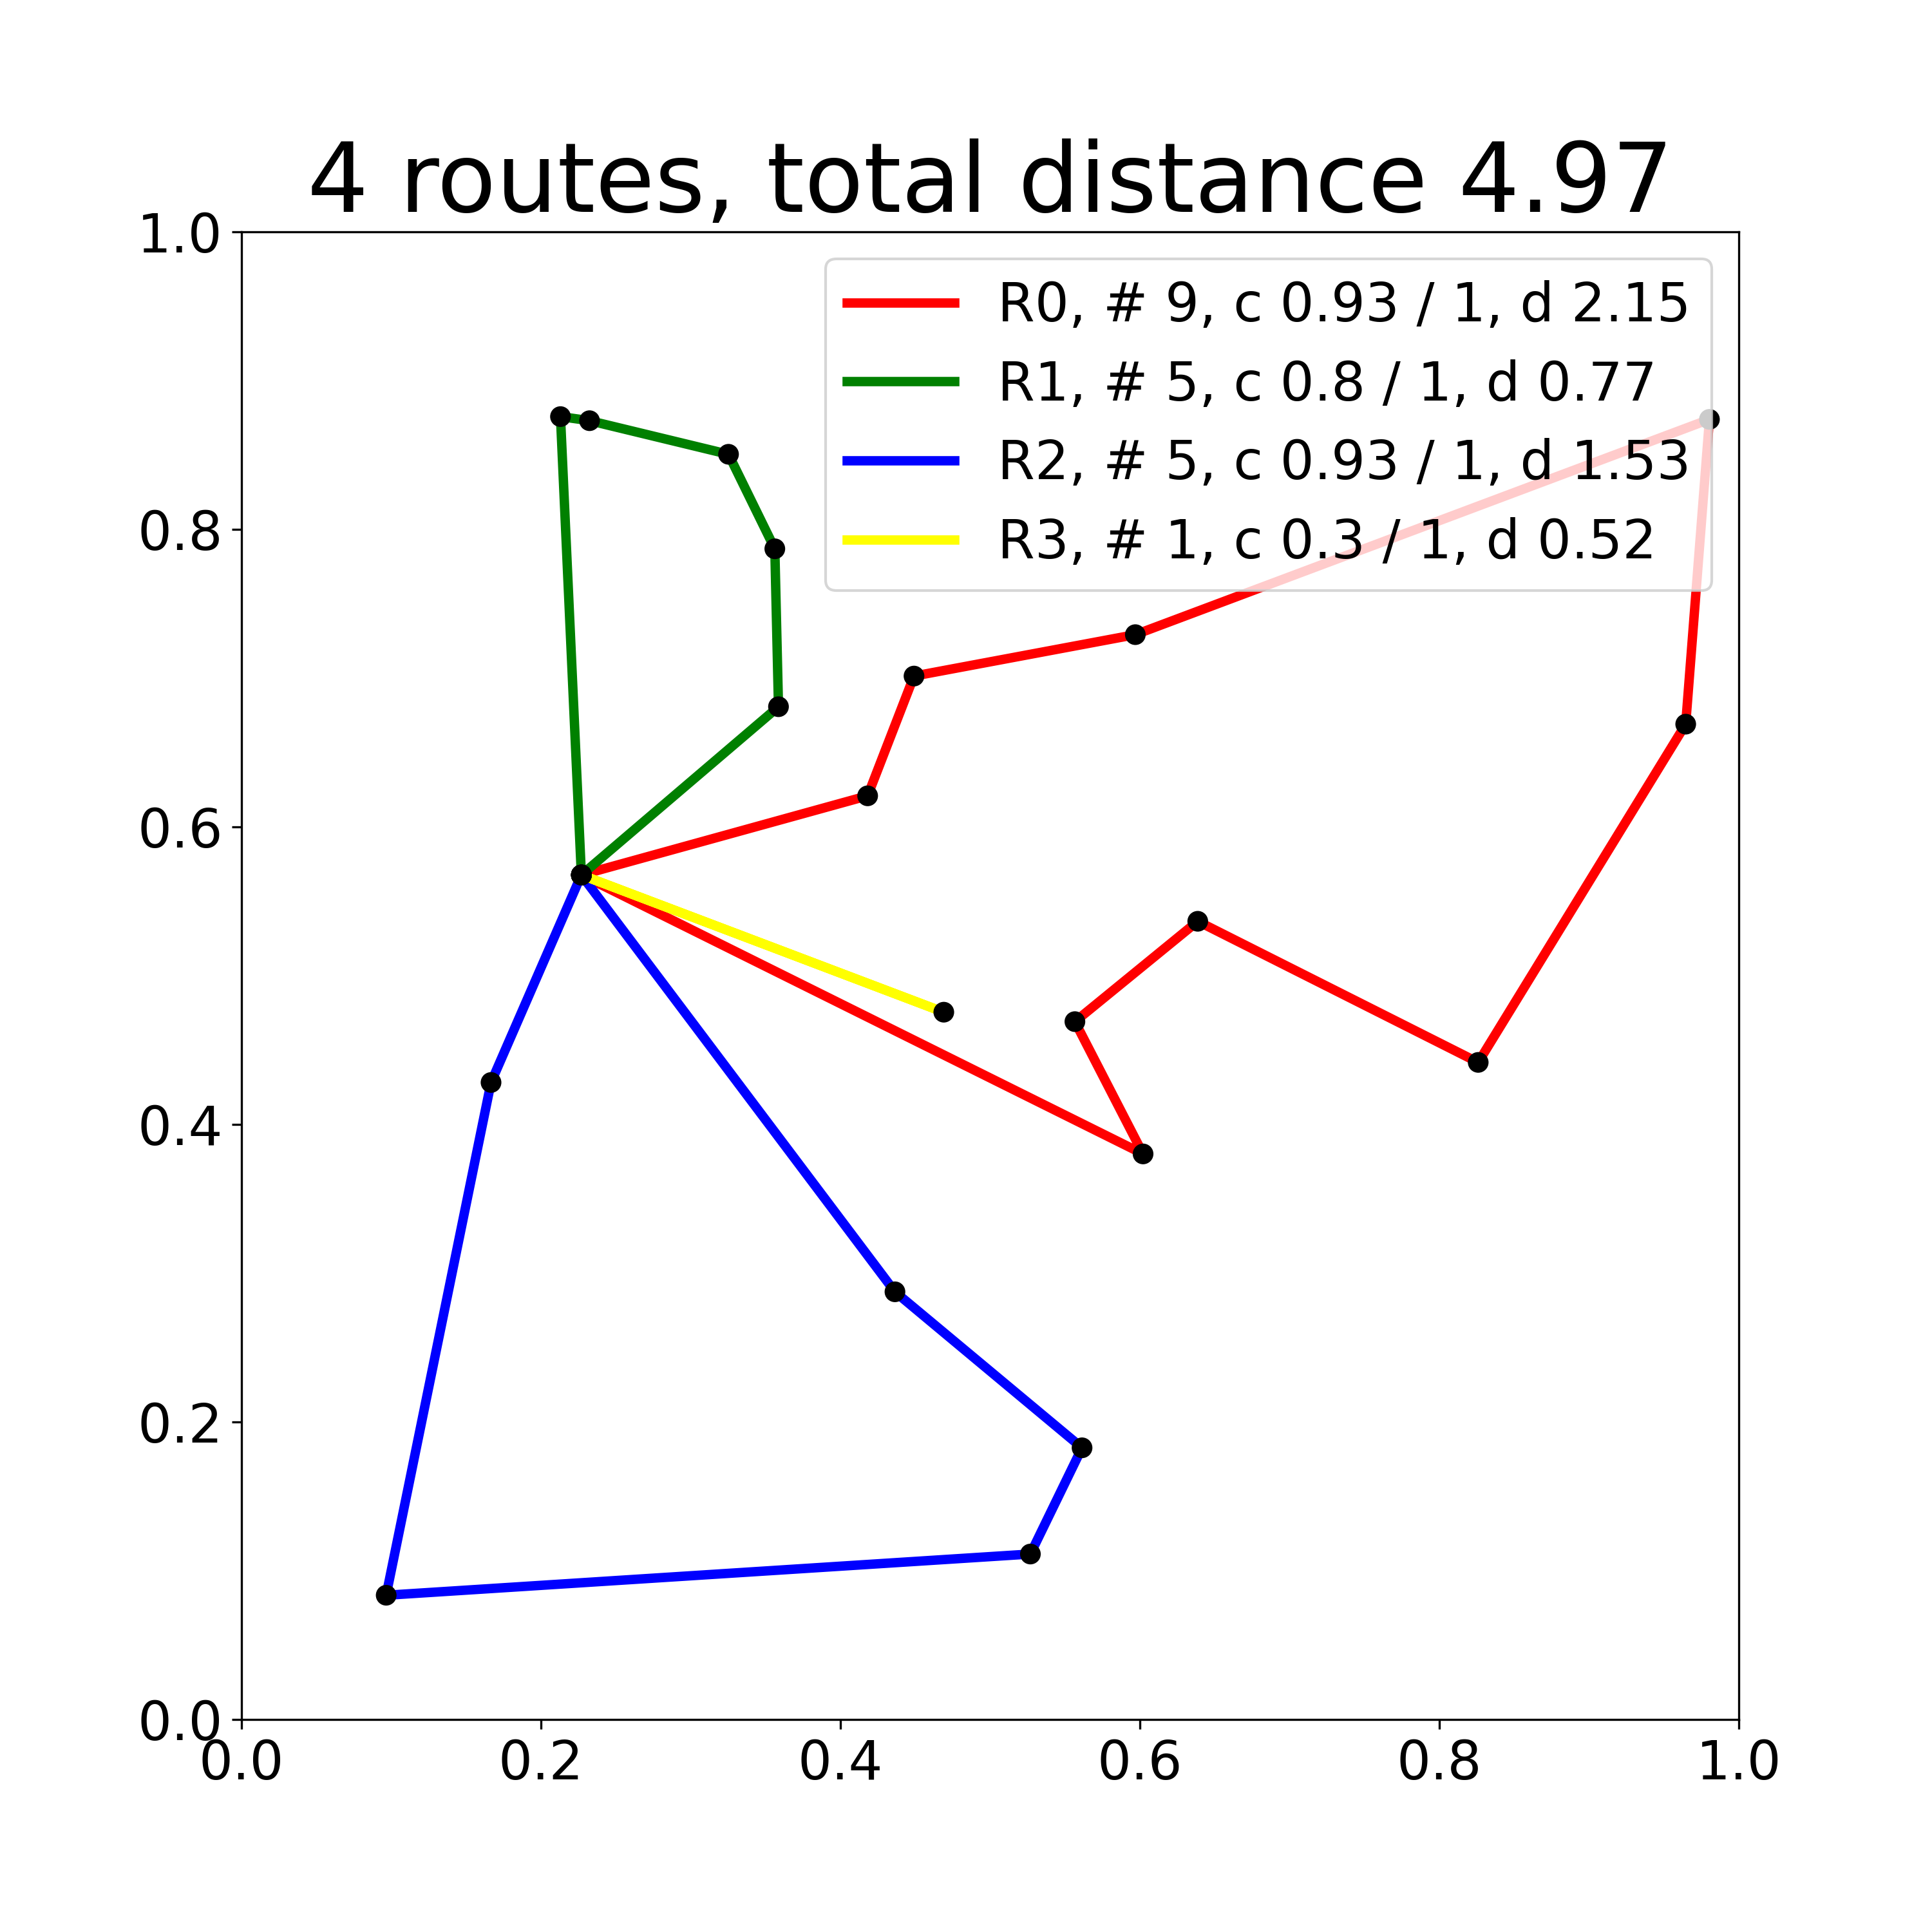 4 routes, total distance 4.97
R0, # 9, c 0.93 / 1, d 2.15
R1, # 5, c 0.8 / 1, d 0.77
R2, # 5, c 0.93 / 1, d 1.53
R3, # 1, c 0.3 / 1, d 0.52
1.0
0.8
0.6
0.4
0.2
0.0
0.0 0.2 0.4 0.6 0.8 1.0